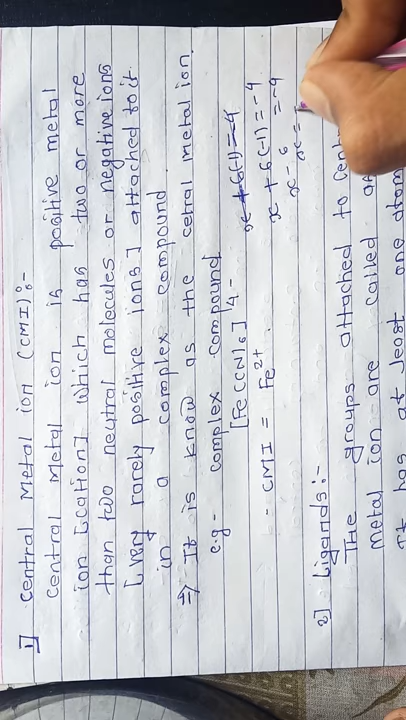 1] Central Metal ion (CMI):-
Central Metal ion is positive metal
ion [cation] which has two or more
than two neutral molecules or negative ions
[very rarely positive ions] attached to it
in a complex compound.
⇒ It is know as the cetral metal ion.
e.g - complex compound
[Fe(CN)6]4-
- CMI = Fe2+
x + 6(-1) = -4
x + 6(-1) = -4
x - 6 = -4
x =
2] Ligands:-
The groups attached to
Metal ion are called
It has at least one atom